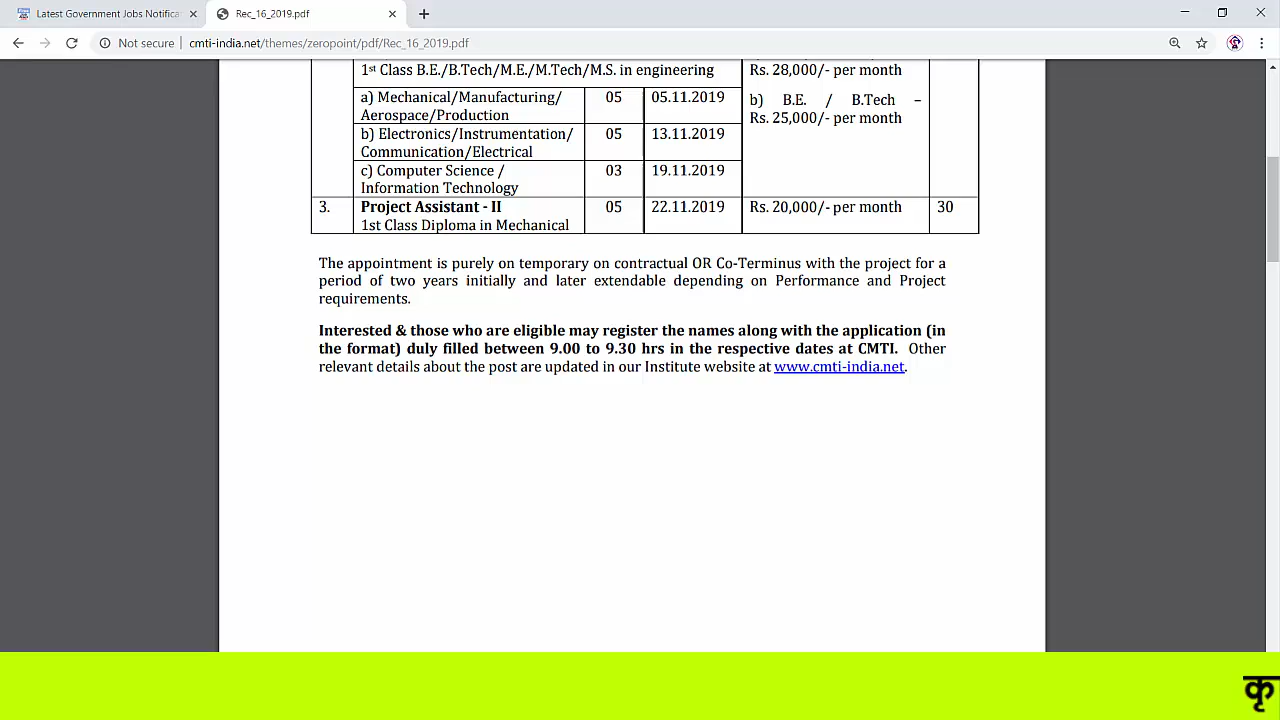 Latest Government Jobs Notifica
Rec_16_2019.pdf
Not secure | cmti-india.net/themes/zeropoint/pdf/Rec_16_2019.pdf
1st Class B.E./B.Tech/M.E./M.Tech/M.S. in engineering
Rs. 28,000/- per month
a) Mechanical/Manufacturing/
Aerospace/Production
05
05.11.2019
b) B.E. / B.Tech –
Rs. 25,000/- per month
b) Electronics/Instrumentation/
Communication/Electrical
05
13.11.2019
c) Computer Science /
Information Technology
03
19.11.2019
3.
Project Assistant - II
1st Class Diploma in Mechanical
05
22.11.2019
Rs. 20,000/- per month
30
The appointment is purely on temporary on contractual OR Co-Terminus with the project for a
period of two years initially and later extendable depending on Performance and Project
requirements.
Interested & those who are eligible may register the names along with the application (in
the format) duly filled between 9.00 to 9.30 hrs in the respective dates at CMTI. Other
relevant details about the post are updated in our Institute website at www.cmti-india.net.
कृ